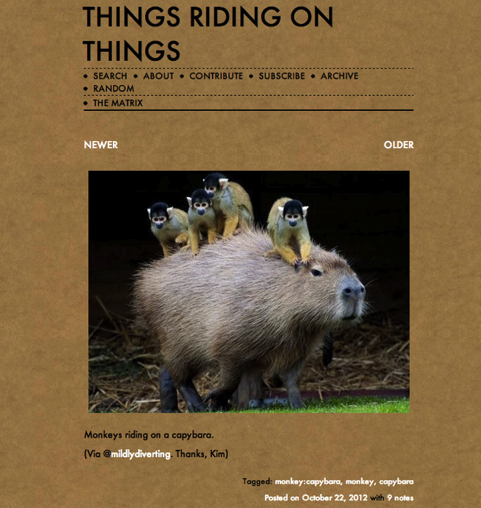 THINGS RIDING ON
THINGS
• SEARCH • ABOUT • CONTRIBUTE • SUBSCRIBE • ARCHIVE
• RANDOM
• THE MATRIX
NEWER OLDER
Monkeys riding on a capybara.
(Via @mildlydiverting. Thanks, Kim)
Tagged: monkey:capybara, monkey, capybara
Posted on October 22, 2012 with 9 notes